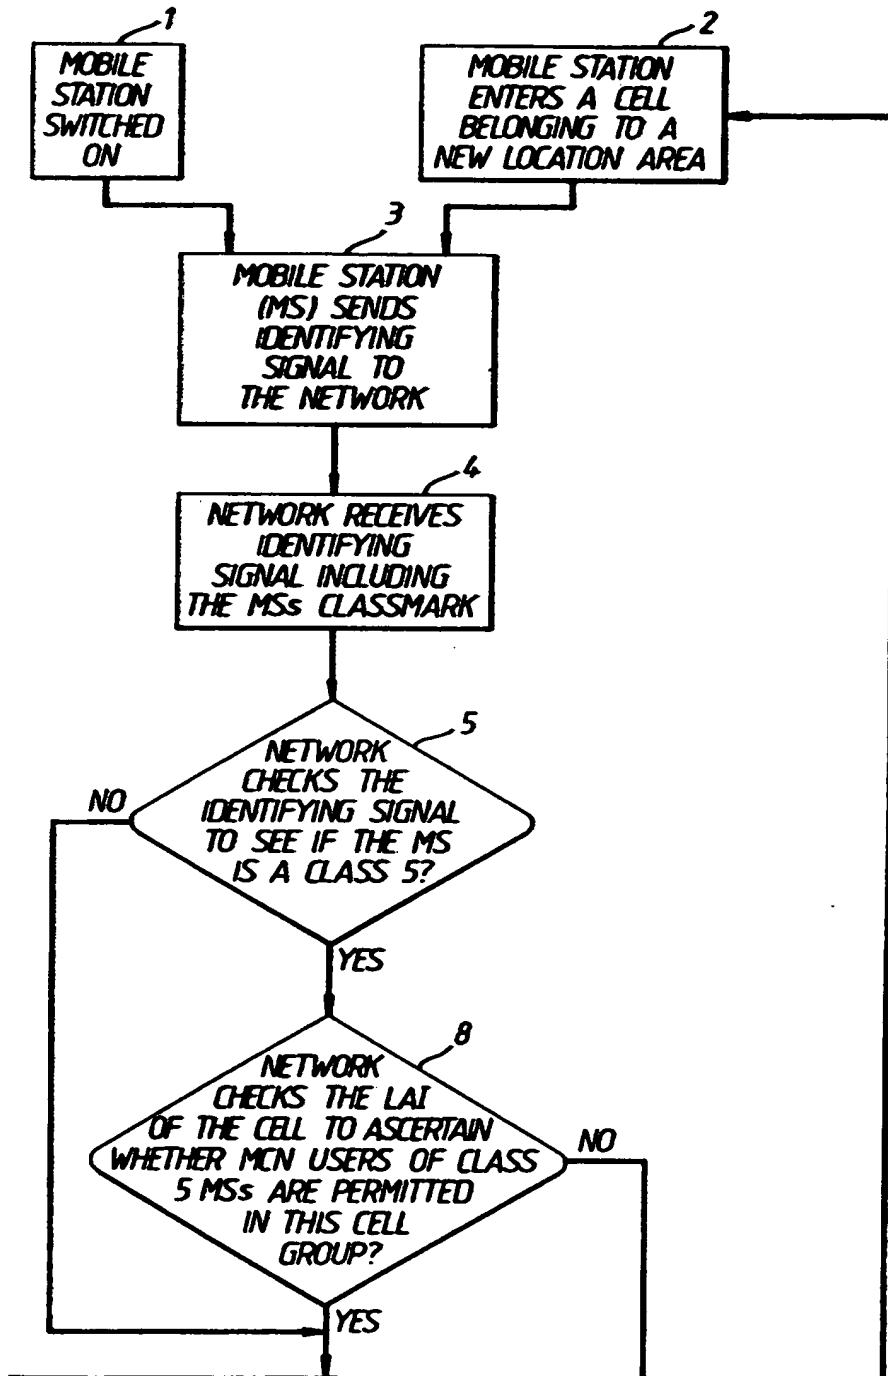 1
MOBILE
STATION
SWITCHED
ON
2
MOBILE STATION
ENTERS A CELL
BELONGING TO A
NEW LOCATION AREA
3
MOBILE STATION
(MS) SENDS
IDENTIFYING
SIGNAL TO
THE NETWORK
4
NETWORK RECEIVES
IDENTIFYING
SIGNAL INCLUDING
THE MSs CLASSMARK
5
NETWORK
CHECKS THE
IDENTIFYING SIGNAL
TO SEE IF THE MS
IS A CLASS 5?
NO
YES
8
NETWORK
CHECKS THE LAI
OF THE CELL TO ASCERTAIN
WHETHER MCN USERS OF CLASS
5 MSs ARE PERMITTED
IN THIS CELL
GROUP?
NO
YES